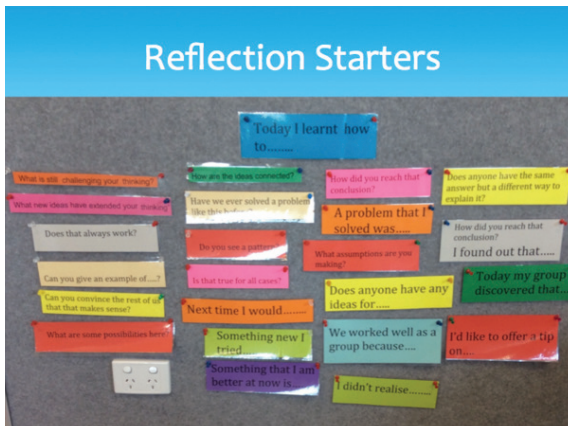 Reflection Starters
Today I learnt how
to........
What is still challenging your thinking?
What new ideas have extended your thinking
Does that always work?
Can you give an example of ....?
Can you convince the rest of us
that that makes sense?
What are some possibilities here?
How are the ideas connected?
Have we ever solved a problem
like this before?
Do you see a pattern?
Is that true for all cases?
Next time I would........
Something new I
tried....
Something that I am
better at now is...
How did you reach that
conclusion?
A problem that I
solved was.....
What assumptions are you
making?
Does anyone have any
ideas for.....
We worked well as a
group because....
I didn't realise........
Does anyone have the same
answer but a different way to
explain it?
How did you reach that
conclusion?
I found out that.....
Today my group
discovered that...
I'd like to offer a tip
on....